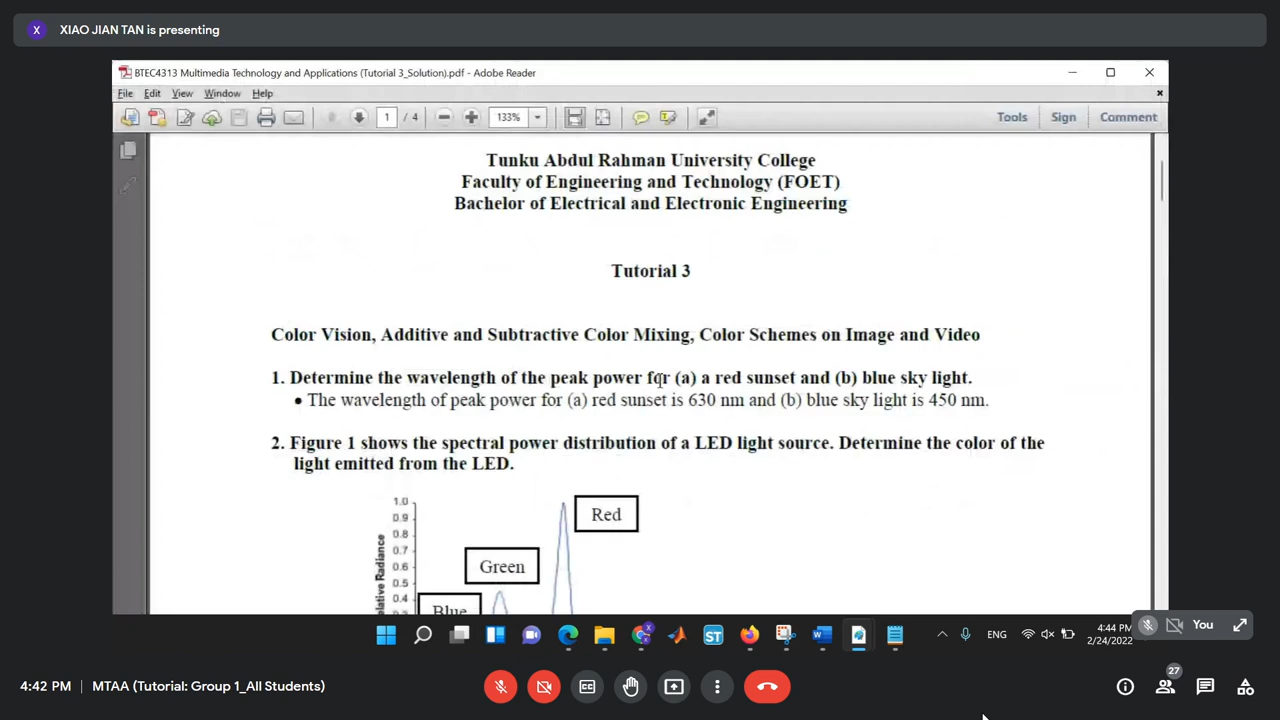 X XIAO JIAN TAN is presenting
BTEC4313 Multimedia Technology and Applications (Tutorial 3_Solution).pdf - Adobe Reader
File Edit View Window Help
1 / 4 133% Tools Sign Comment
Tunku Abdul Rahman University College
Faculty of Engineering and Technology (FOET)
Bachelor of Electrical and Electronic Engineering
Tutorial 3
Color Vision, Additive and Subtractive Color Mixing, Color Schemes on Image and Video
1. Determine the wavelength of the peak power for (a) a red sunset and (b) blue sky light.
• The wavelength of peak power for (a) red sunset is 630 nm and (b) blue sky light is 450 nm.
2. Figure 1 shows the spectral power distribution of a LED light source. Determine the color of the
light emitted from the LED.
1.0
0.9
0.8
0.7
0.6
0.5
0.4
Red
Green
Blue
Radiance
ST
ENG
4:44 PM
2/24/2022
You
4:42 PM MTAA (Tutorial: Group 1_All Students)
27